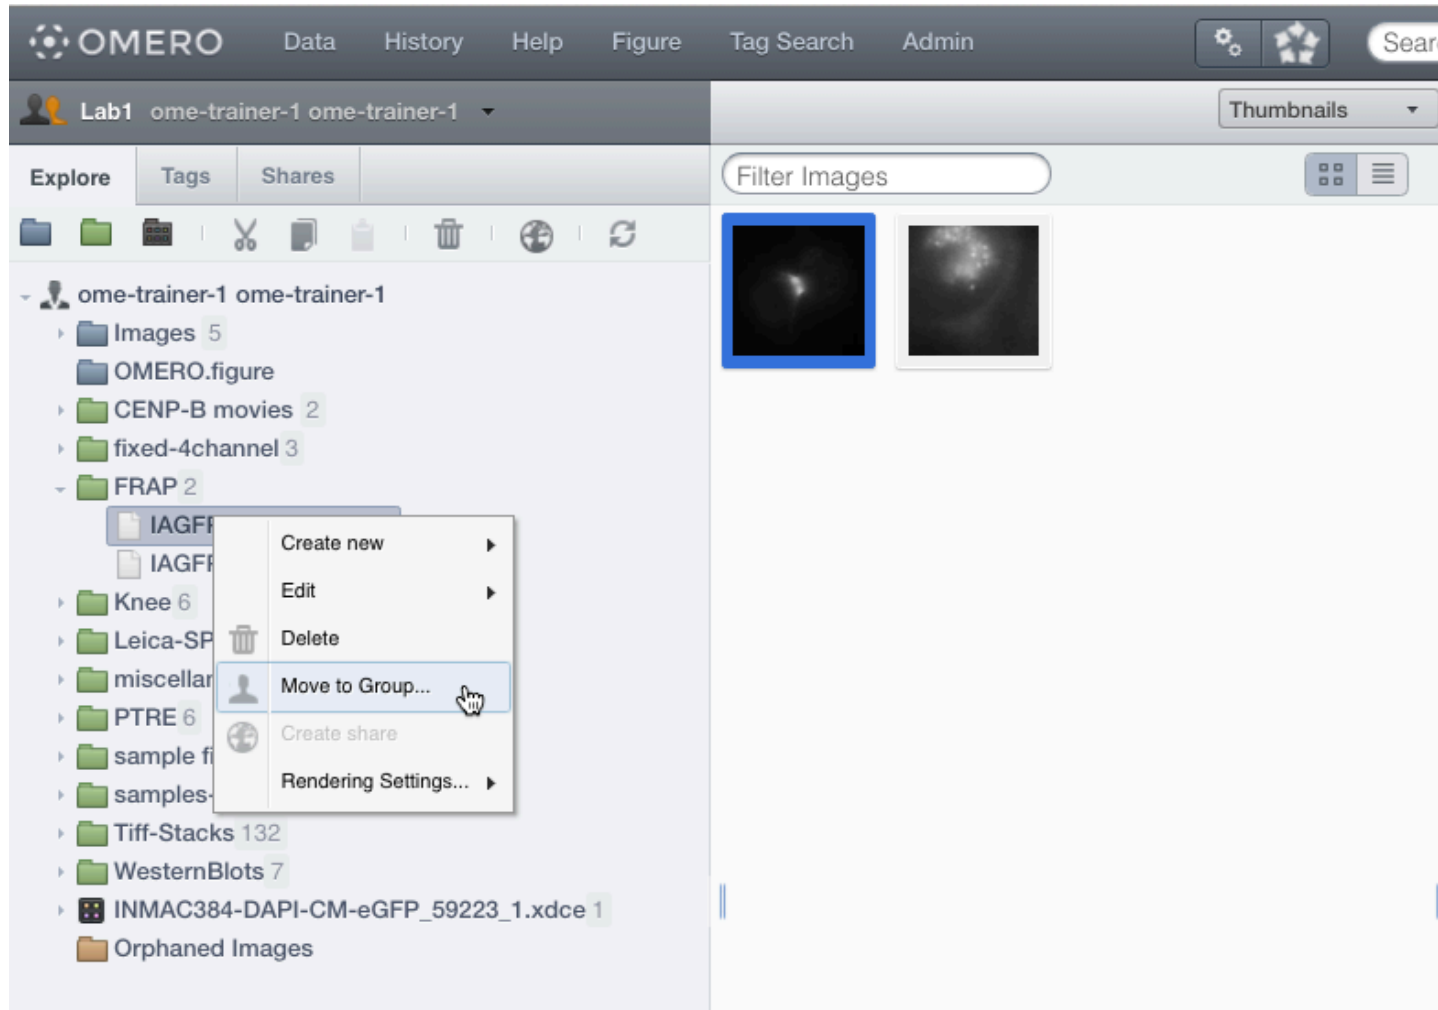 OMERO Data History Help Figure Tag Search Admin
Lab1 ome-trainer-1 ome-trainer-1 Thumbnails
Explore Tags Shares
Filter Images
ome-trainer-1 ome-trainer-1
Images 5
OMERO.figure
CENP-B movies 2
fixed-4channel 3
FRAP 2
Knee 6
PTRE 6
sample
Tiff-Stacks 132
WesternBlots 7
INMAC384-DAPI-CM-eGFP_59223_1.xdce 1
Orphaned Images
Create new
Edit
Delete
Move to Group...
Create share
Rendering Settings...